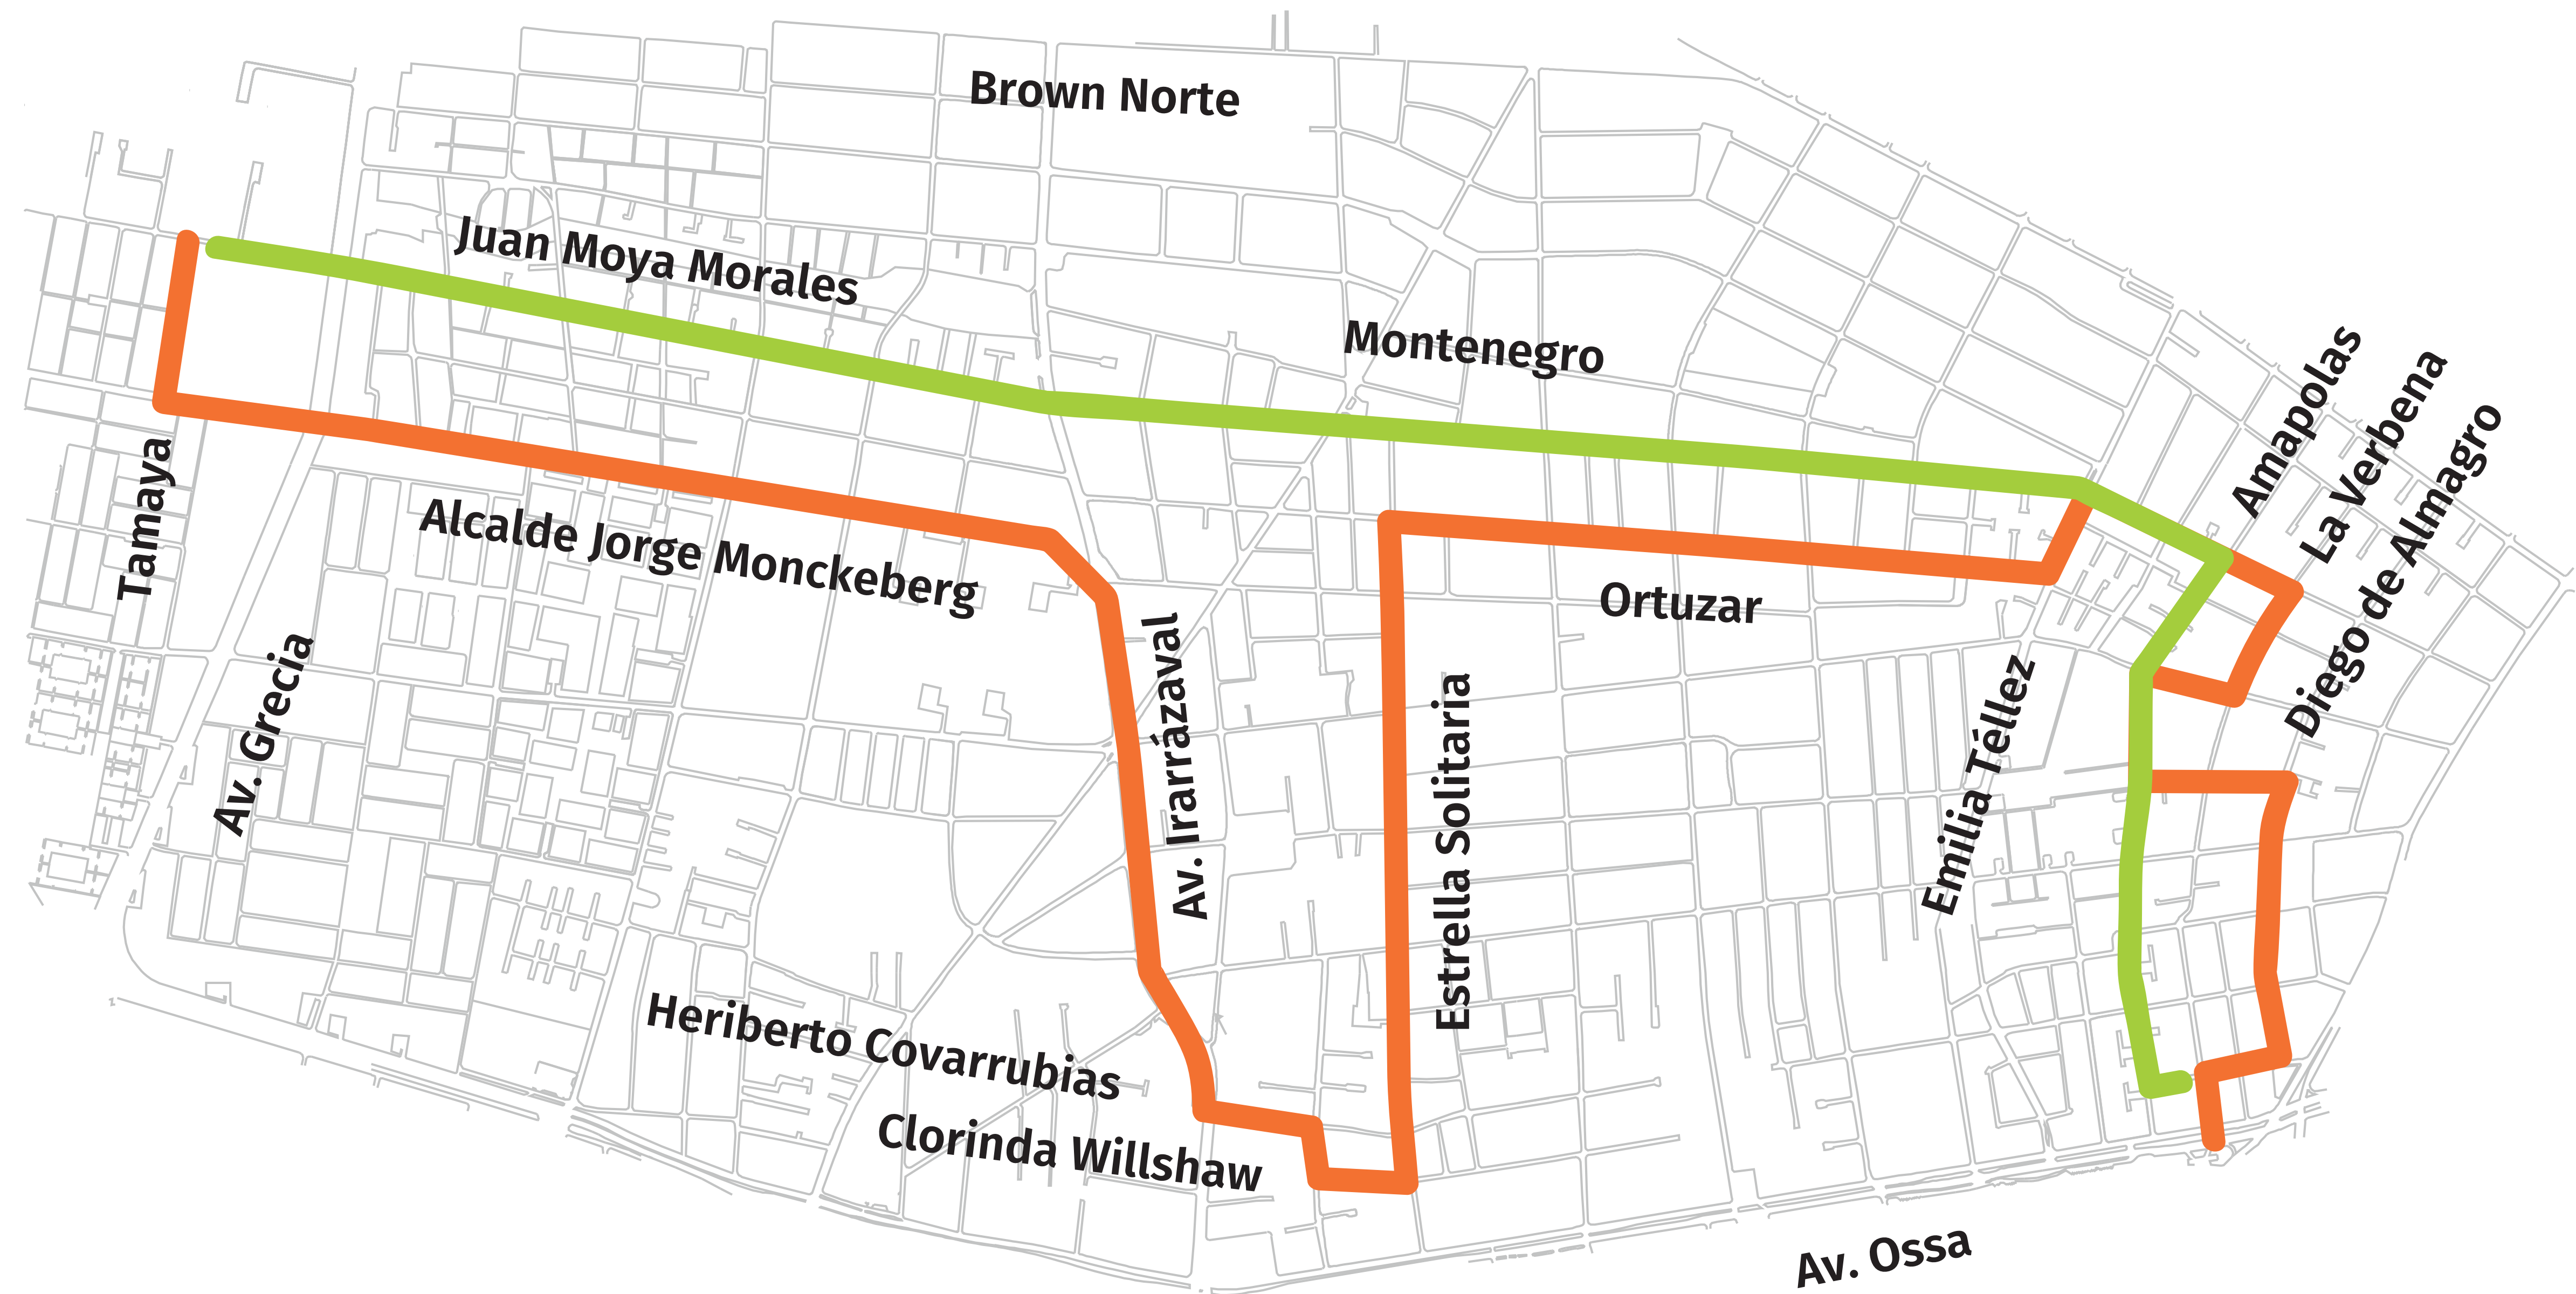 Brown Norte
Juan Moya Morales
Montenegro
Amapolas
La Verbena
Diego de Almagro
Tamaya
Alcalde Jorge Monckeberg
Ortuzar
Av. Grecia
Av. Irarrázaval
Estrella Solitaria
Emilia Téllez
Heriberto Covarrubias
Clorinda Willshaw
Av. Ossa